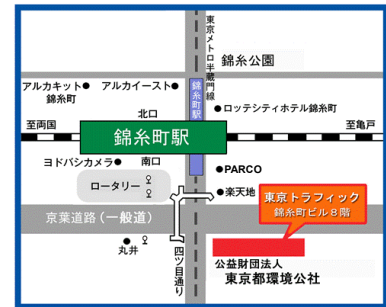 東京メトロ半蔵門線
錦糸公園
アルカキット
錦糸町
アルカイースト
錦糸町駅
ロッテシティホテル錦糸町
北口
至両国
錦糸町駅
至亀戸
ヨドバシカメラ
南口
PARCO
ロータリー
楽天地
東京トラフィック
錦糸町ビル8階
京葉道路(一般道)
丸井
四ツ目通り
公益財団法人
東京都環境公社